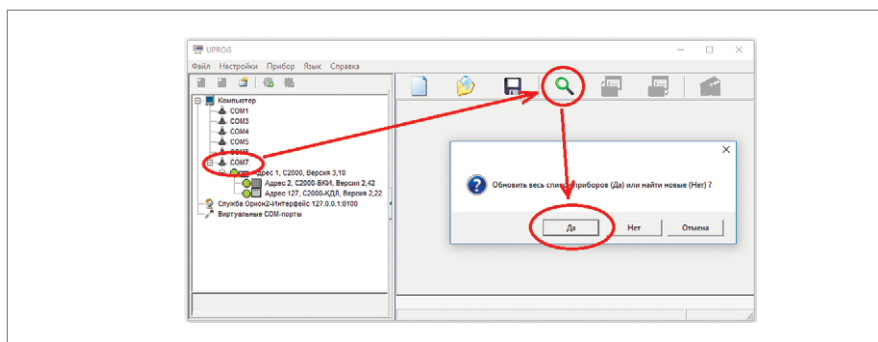 UPROG
Файл Настройки Прибор Язык Справка
Компьютер
COM1
COM3
COM4
COM5
COM7
Адрес 1, С2000, Версия 3,10
Адрес 2, С2000-БКИ, Версия 2,42
Адрес 127, С2000-КДЛ, Версия 2,22
Служба Орион2-Интерфейс 127.0.0.1:8100
Виртуальные COM-порты
Обновить весь список приборов (Да) или найти новые (Нет) ?
Да Нет Отмена